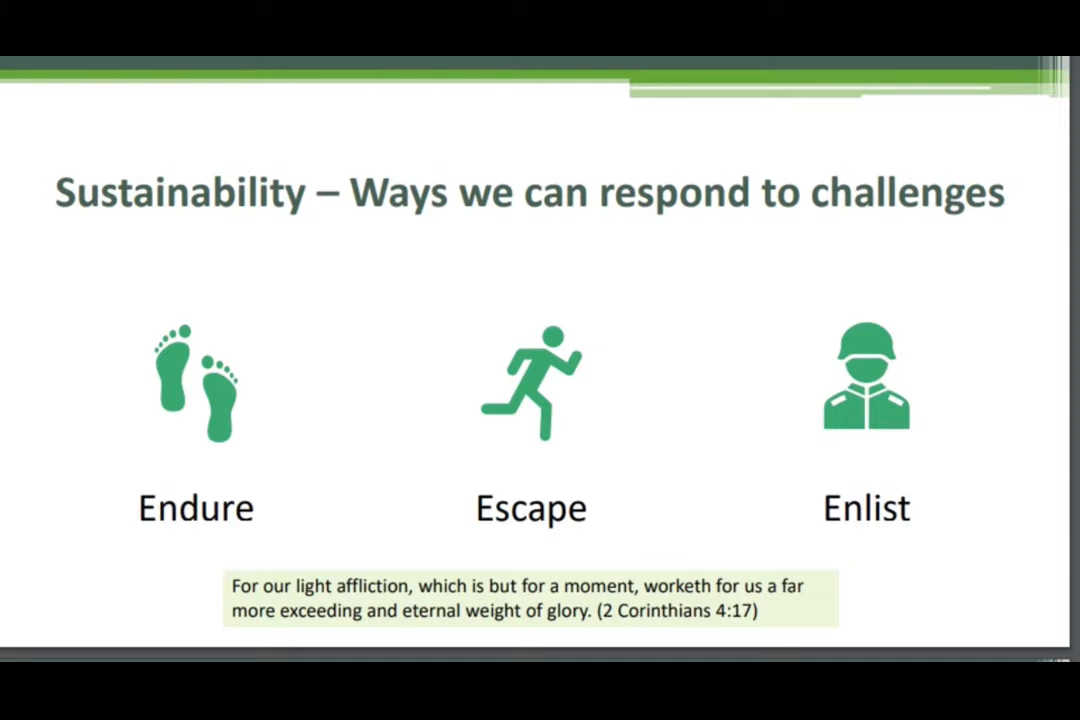 Sustainability – Ways we can respond to challenges
Endure
Escape
Enlist
For our light affliction, which is but for a moment, worketh for us a far
more exceeding and eternal weight of glory. (2 Corinthians 4:17)